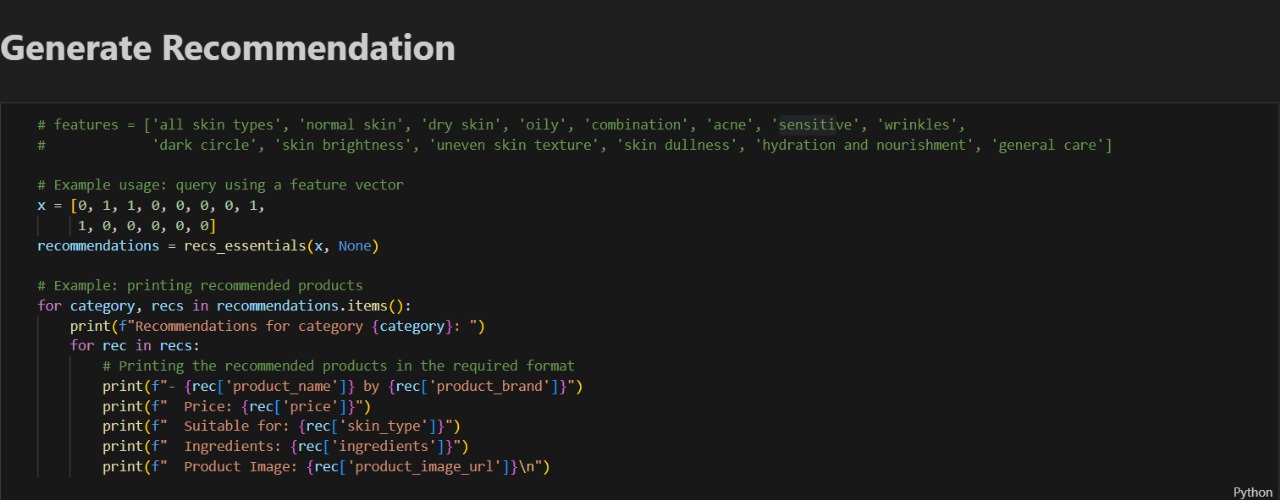 Generate Recommendation
# features = ['all skin types', 'normal skin', 'dry skin', 'oily', 'combination', 'acne', 'sensitive', 'wrinkles',
#             'dark circle', 'skin brightness', 'uneven skin texture', 'skin dullness', 'hydration and nourishment', 'general care']
# Example usage: query using a feature vector
x = [0, 1, 1, 0, 0, 0, 0, 1,
     1, 0, 0, 0, 0, 0]
recommendations = recs_essentials(x, None)
# Example: printing recommended products
for category, recs in recommendations.items():
    print(f"Recommendations for category {category}: ")
    for rec in recs:
        # Printing the recommended products in the required format
        print(f"- {rec['product_name']} by {rec['product_brand']}")
        print(f"  Price: {rec['price']}")
        print(f"  Suitable for: {rec['skin_type']}")
        print(f"  Ingredients: {rec['ingredients']}")
        print(f"  Product Image: {rec['product_image_url']}\n")
Python